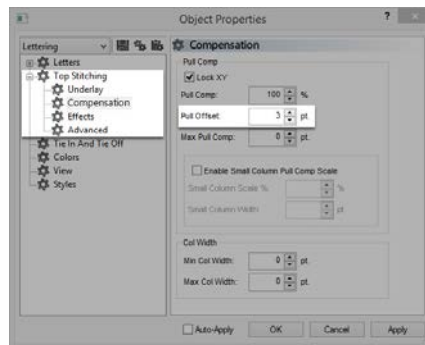 Object Properties
?
Lettering
Compensation
Letters
Top Stitching
Underlay
Compensation
Effects
Advanced
Tie In And Tie Off
Colors
View
Styles
Pull Comp
Lock XY
Pull Comp: 100 %
Pull Offset: 3 pt.
Max Pull Comp: 0 pt.
Enable Small Column Pull Comp Scale
Small Column Scale % %
Small Column Width pt
Col Width
Min Col Width: 0 pt.
Max Col Width: 0 pt.
Auto-Apply OK Cancel Apply